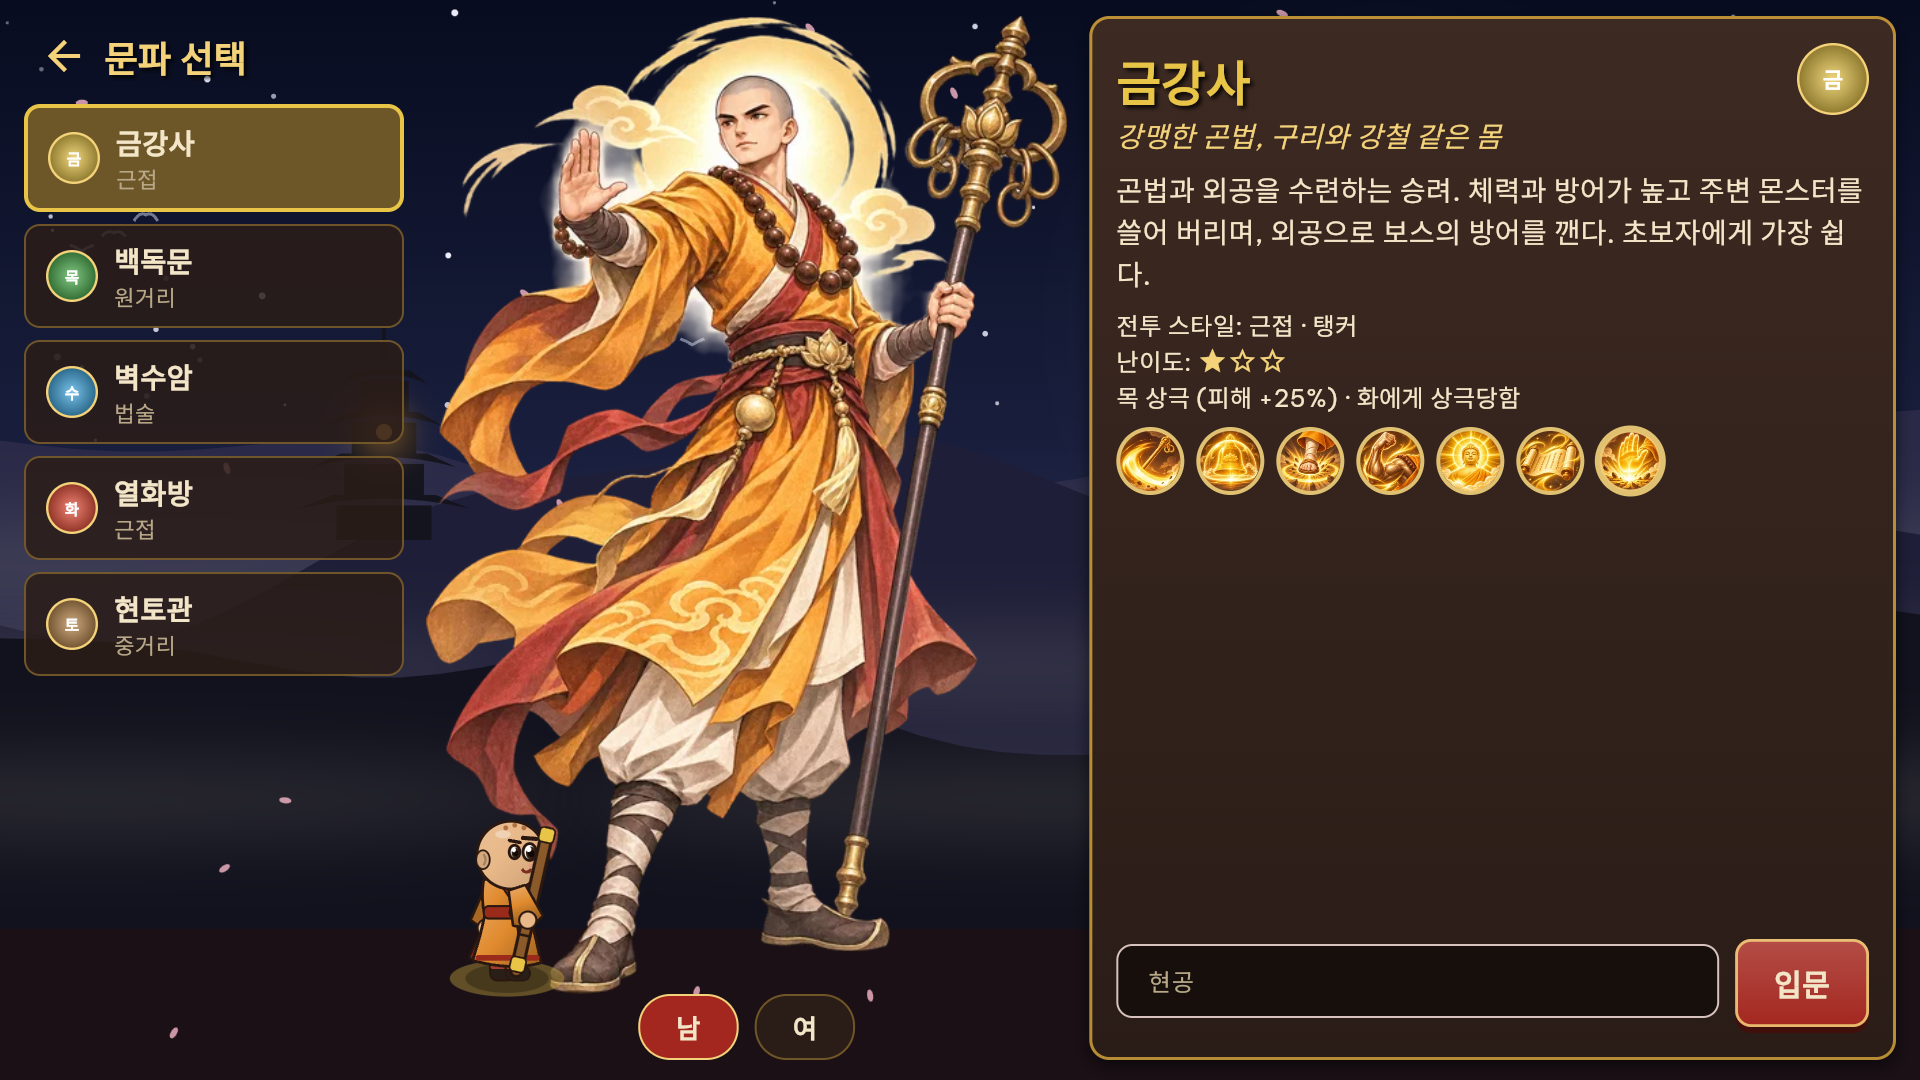 문파 선택
금
금강사
근접
목
백독문
원거리
수
벽수암
법술
화
열화방
근접
토
현토관
중거리
남
여
금강사
금
강맹한 곤법, 구리와 강철 같은 몸
곤법과 외공을 수련하는 승려. 체력과 방어가 높고 주변 몬스터를
쓸어 버리며, 외공으로 보스의 방어를 깬다. 초보자에게 가장 쉽
다.
전투 스타일: 근접 · 탱커
난이도: ★☆☆
목 상극 (피해 +25%) · 화에게 상극당함
현공
입문